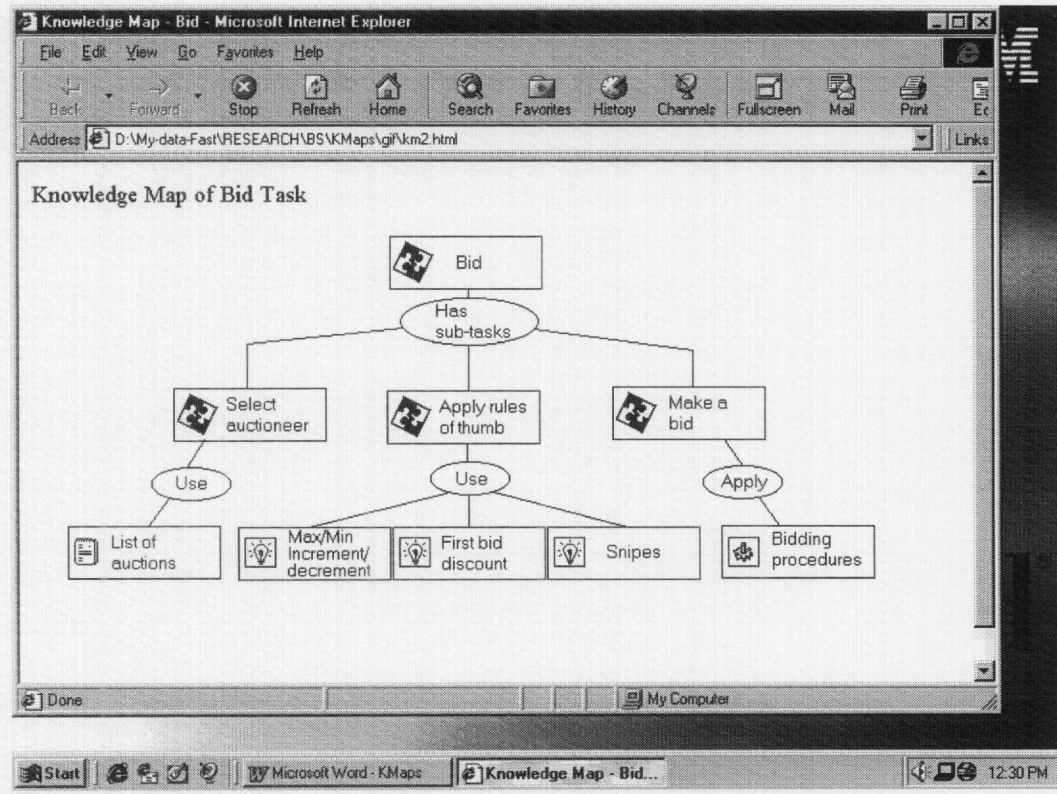 Knowledge Map - Bid - Microsoft Internet Explorer
File Edit View Go Favorites Help
Back Forward Stop Refresh Home Search Favorites History Channels Fullscreen Mail Print
Address D:\My-data-Fast\RESEARCH\BS\KMaps\gif\km2.html Links
Knowledge Map of Bid Task
Bid
Has
sub-tasks
Select
auctioneer
Apply rules
of thumb
Make a
bid
Use
Use
Apply
List of
auctions
Max/Min
Increment/
decrement
First bid
discount
Snipes
Bidding
procedures
Done My Computer
Start Microsoft Word - KMaps Knowledge Map - Bid... 12:30 PM